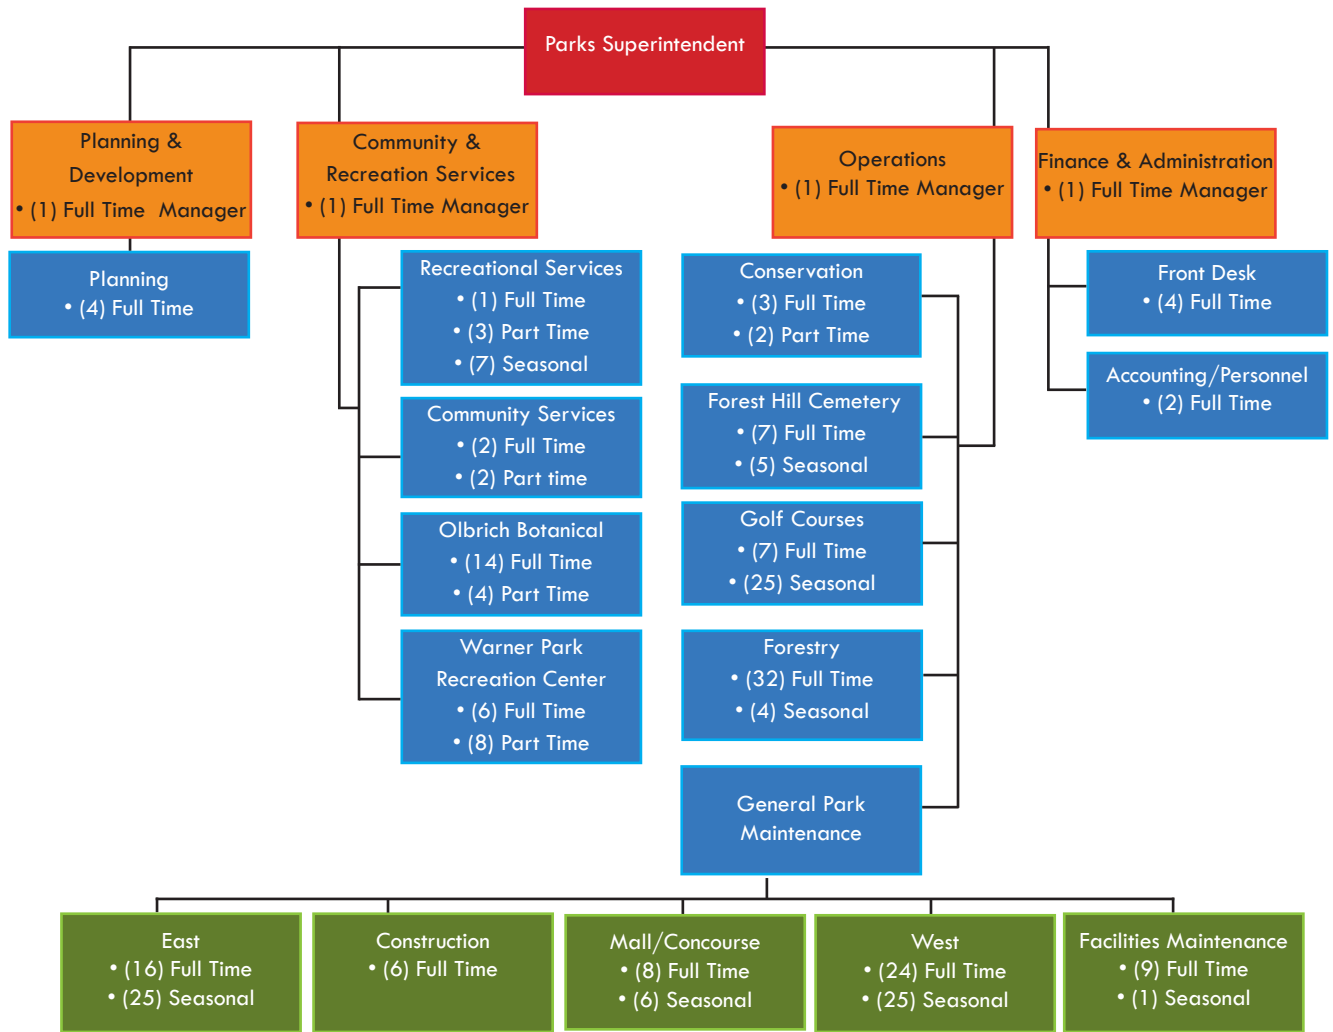 Parks Superintendent
Planning &
Development
• (1) Full Time Manager
Community &
Recreation Services
• (1) Full Time Manager
Operations
• (1) Full Time Manager
Finance & Administration
• (1) Full Time Manager
Planning
• (4) Full Time
Recreational Services
• (1) Full Time
• (3) Part Time
• (7) Seasonal
Community Services
• (2) Full Time
• (2) Part time
Olbrich Botanical
• (14) Full Time
• (4) Part Time
Warner Park
Recreation Center
• (6) Full Time
• (8) Part Time
Conservation
• (3) Full Time
• (2) Part Time
Forest Hill Cemetery
• (7) Full Time
• (5) Seasonal
Golf Courses
• (7) Full Time
• (25) Seasonal
Forestry
• (32) Full Time
• (4) Seasonal
General Park
Maintenance
Front Desk
• (4) Full Time
Accounting/Personnel
• (2) Full Time
East
• (16) Full Time
• (25) Seasonal
Construction
• (6) Full Time
Mall/Concourse
• (8) Full Time
• (6) Seasonal
West
• (24) Full Time
• (25) Seasonal
Facilities Maintenance
• (9) Full Time
• (1) Seasonal